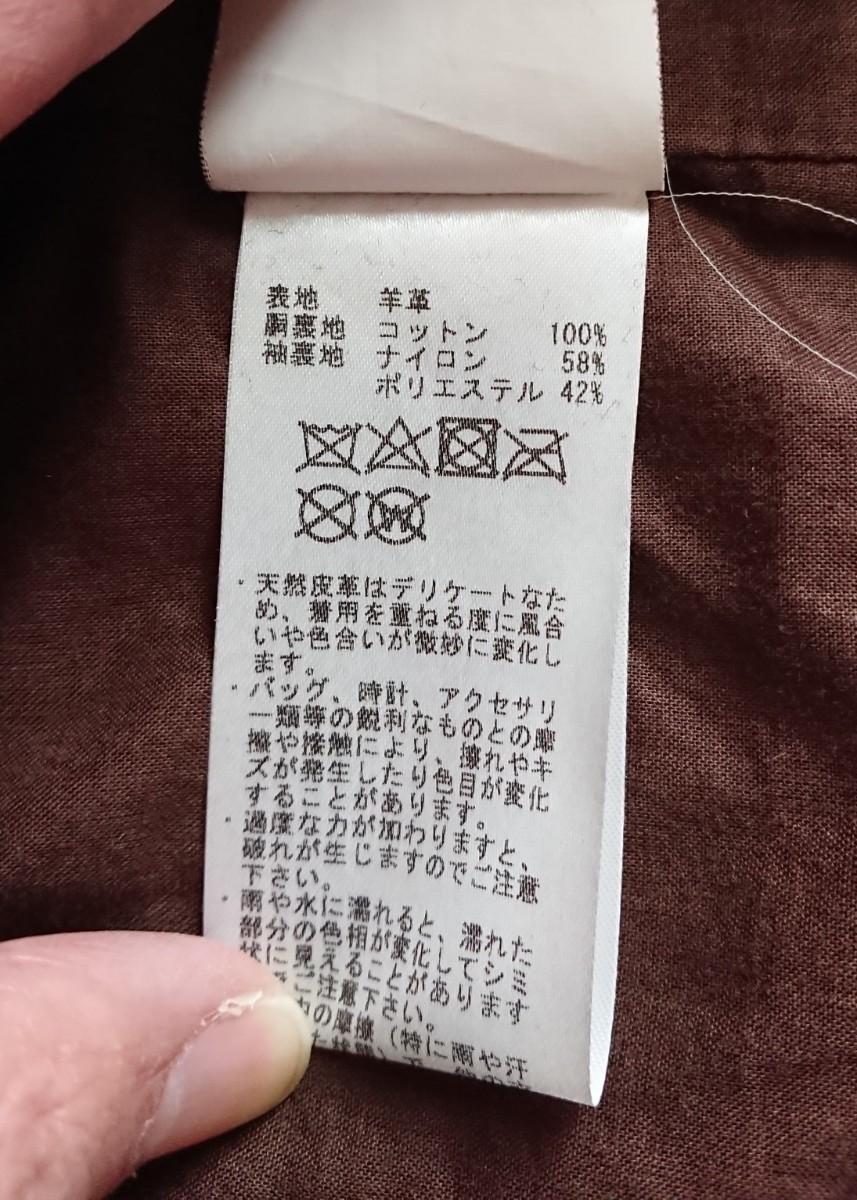 表地 羊革
胴裏地 コットン 100%
袖裏地 ナイロン 58%
ポリエステル 42%
W
・天然皮革はデリケートなた
め、着用を重ねる度に風合
いや色合いが微妙に変化し
ます。
・バッグ、時計、アクセサリ
ー類等の鋭利なものとの摩
擦や接触により、擦れやキ
ズが発生したり色目が変化
することがあります。
・過度な力が加わりますと、
破れが生じますのでご注意
下さい。
・雨や水に濡れると、濡れた
部分の色相が変化してシミ
状に見えることがあります
ご注意下さい。
の摩擦（特に雨や汗